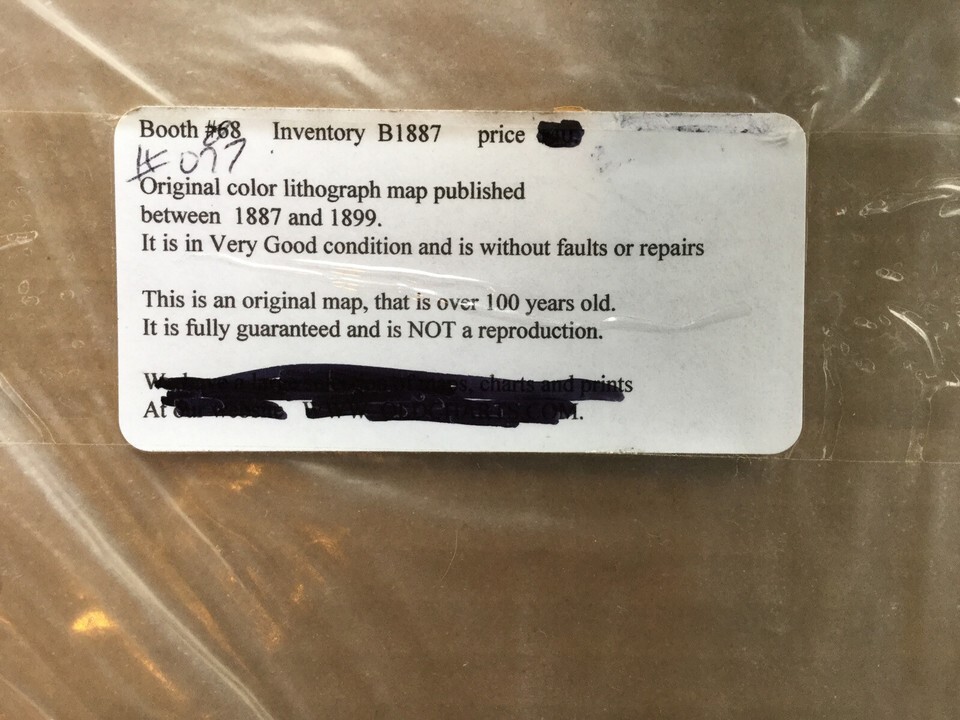 Booth #68 Inventory B1887 price
# 077
Original color lithograph map published
between 1887 and 1899.
It is in Very Good condition and is without faults or repairs
This is an original map, that is over 100 years old.
It is fully guaranteed and is NOT a reproduction.
charts and prints
At